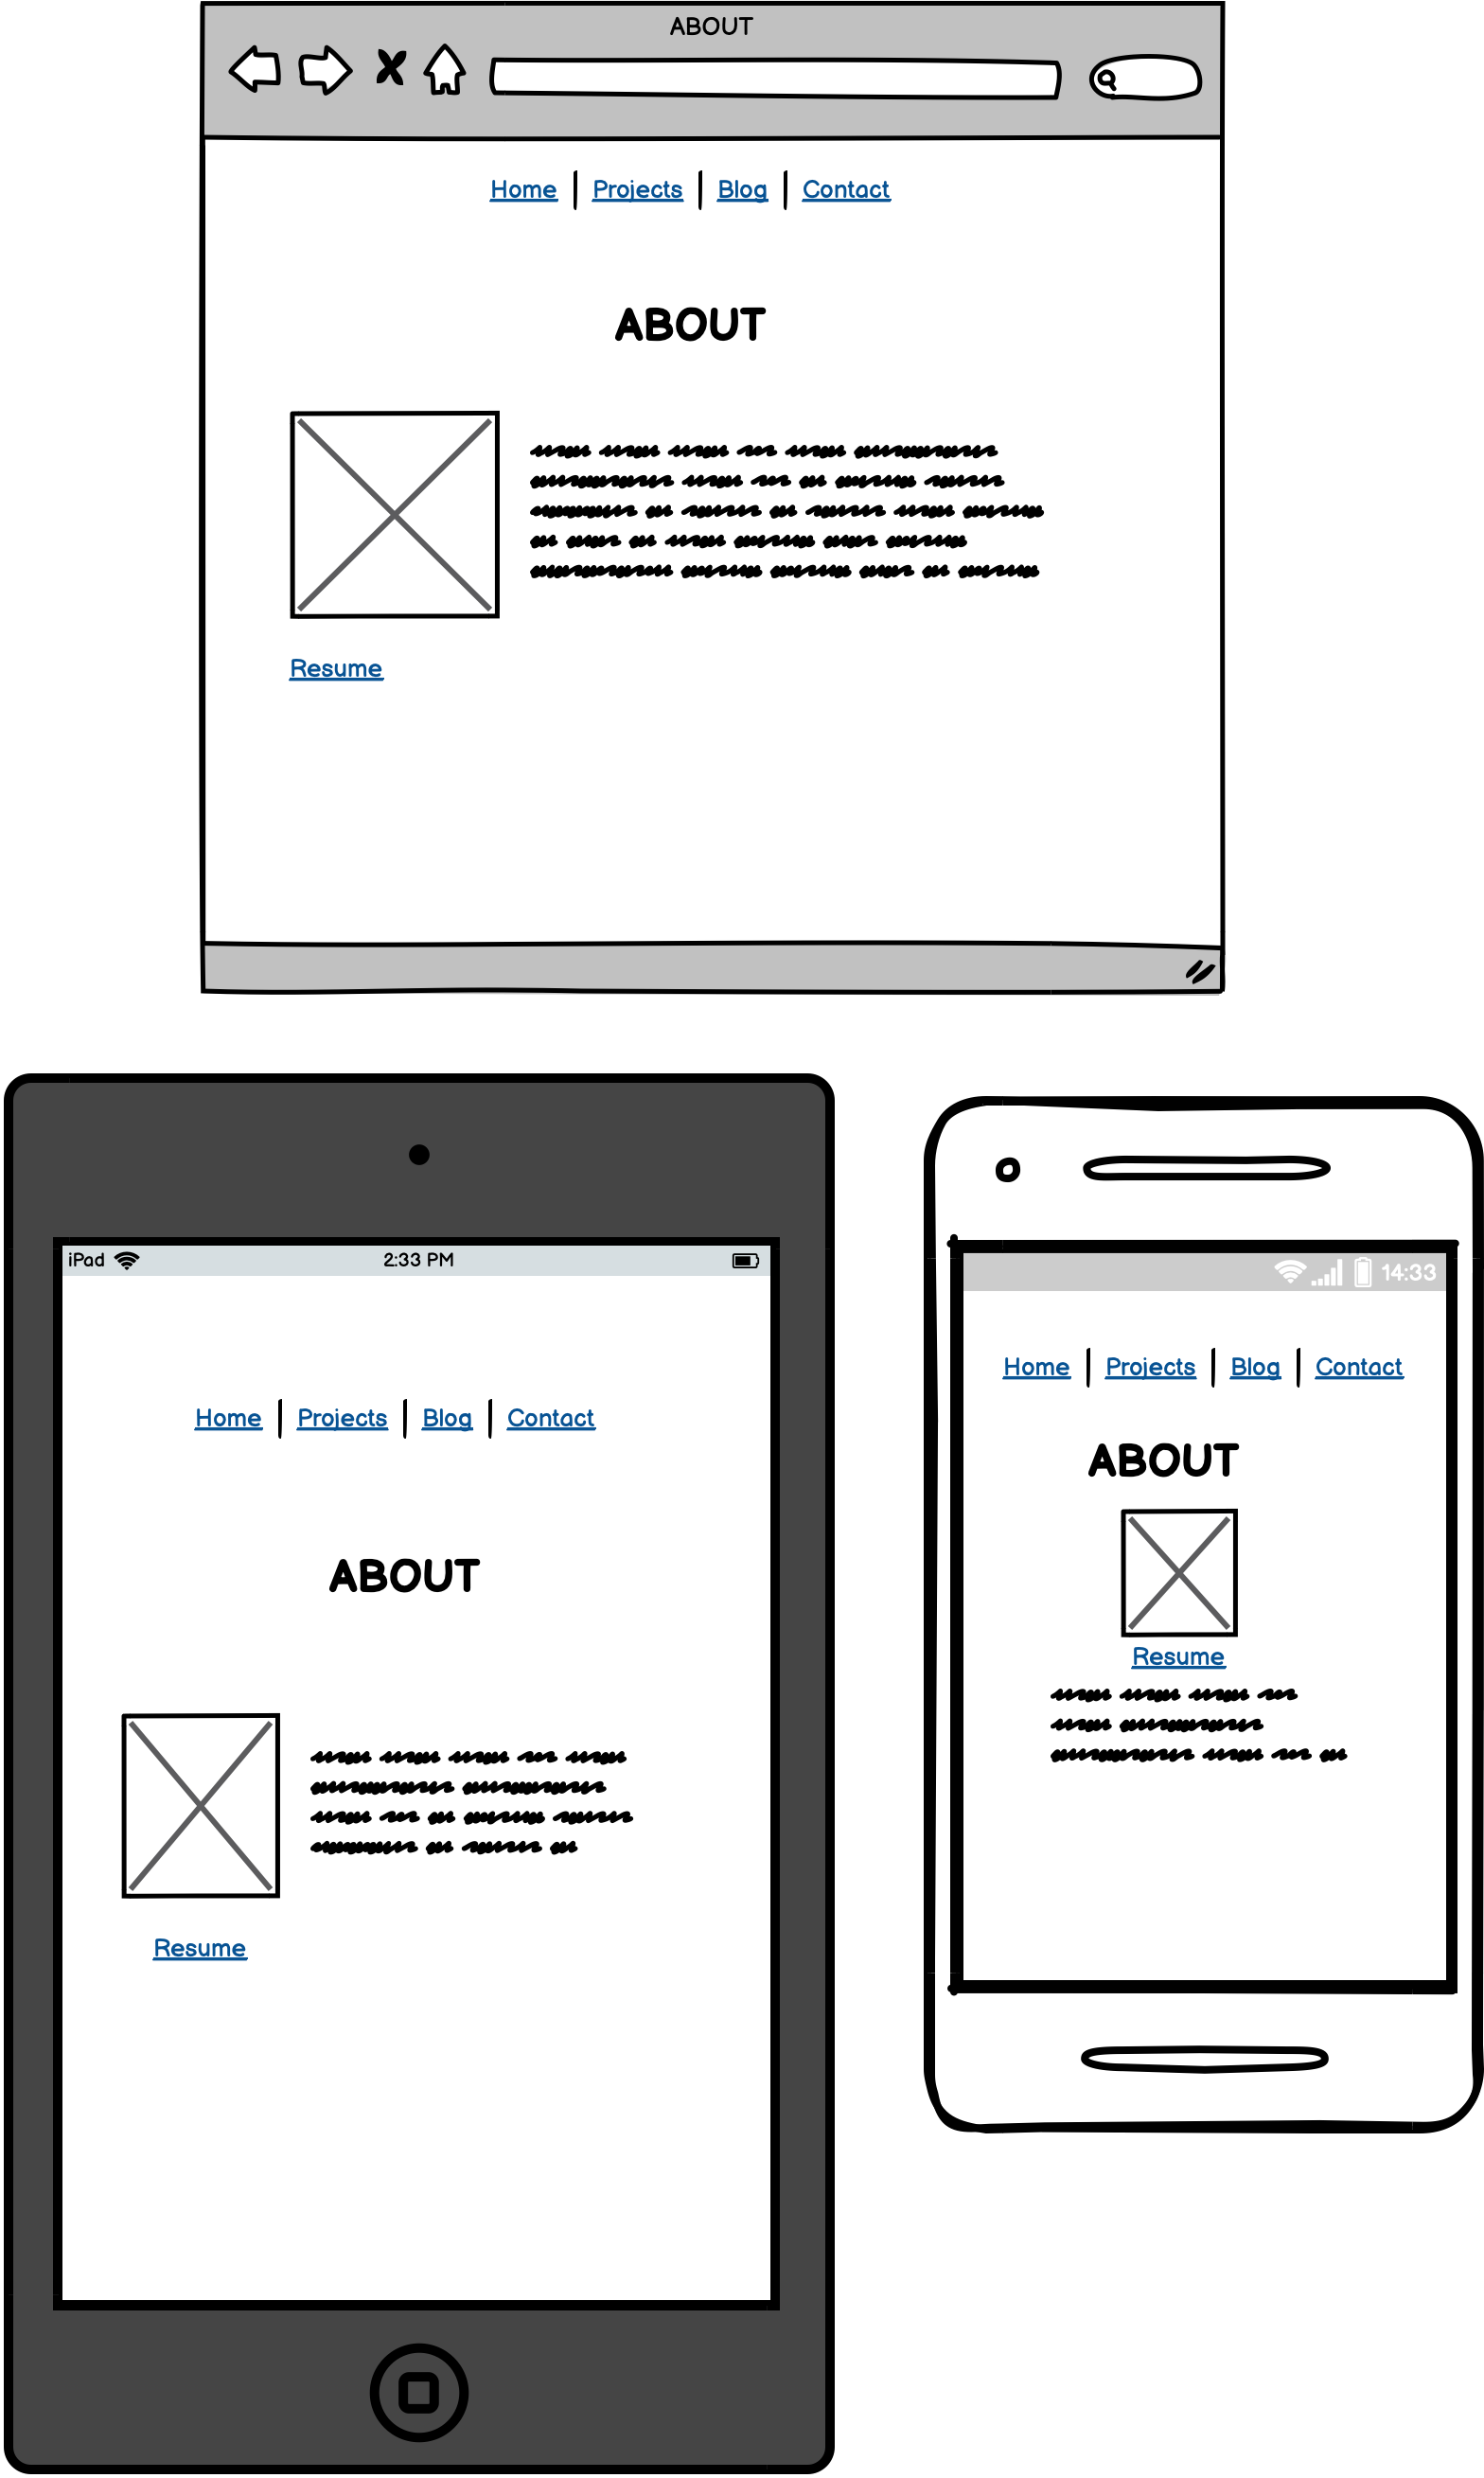 ABOUT
Home | Projects | Blog | Contact
ABOUT
Resume
iPad 2:33 PM
Home | Projects | Blog | Contact
ABOUT
Resume
14:33
Home | Projects | Blog | Contact
ABOUT
Resume